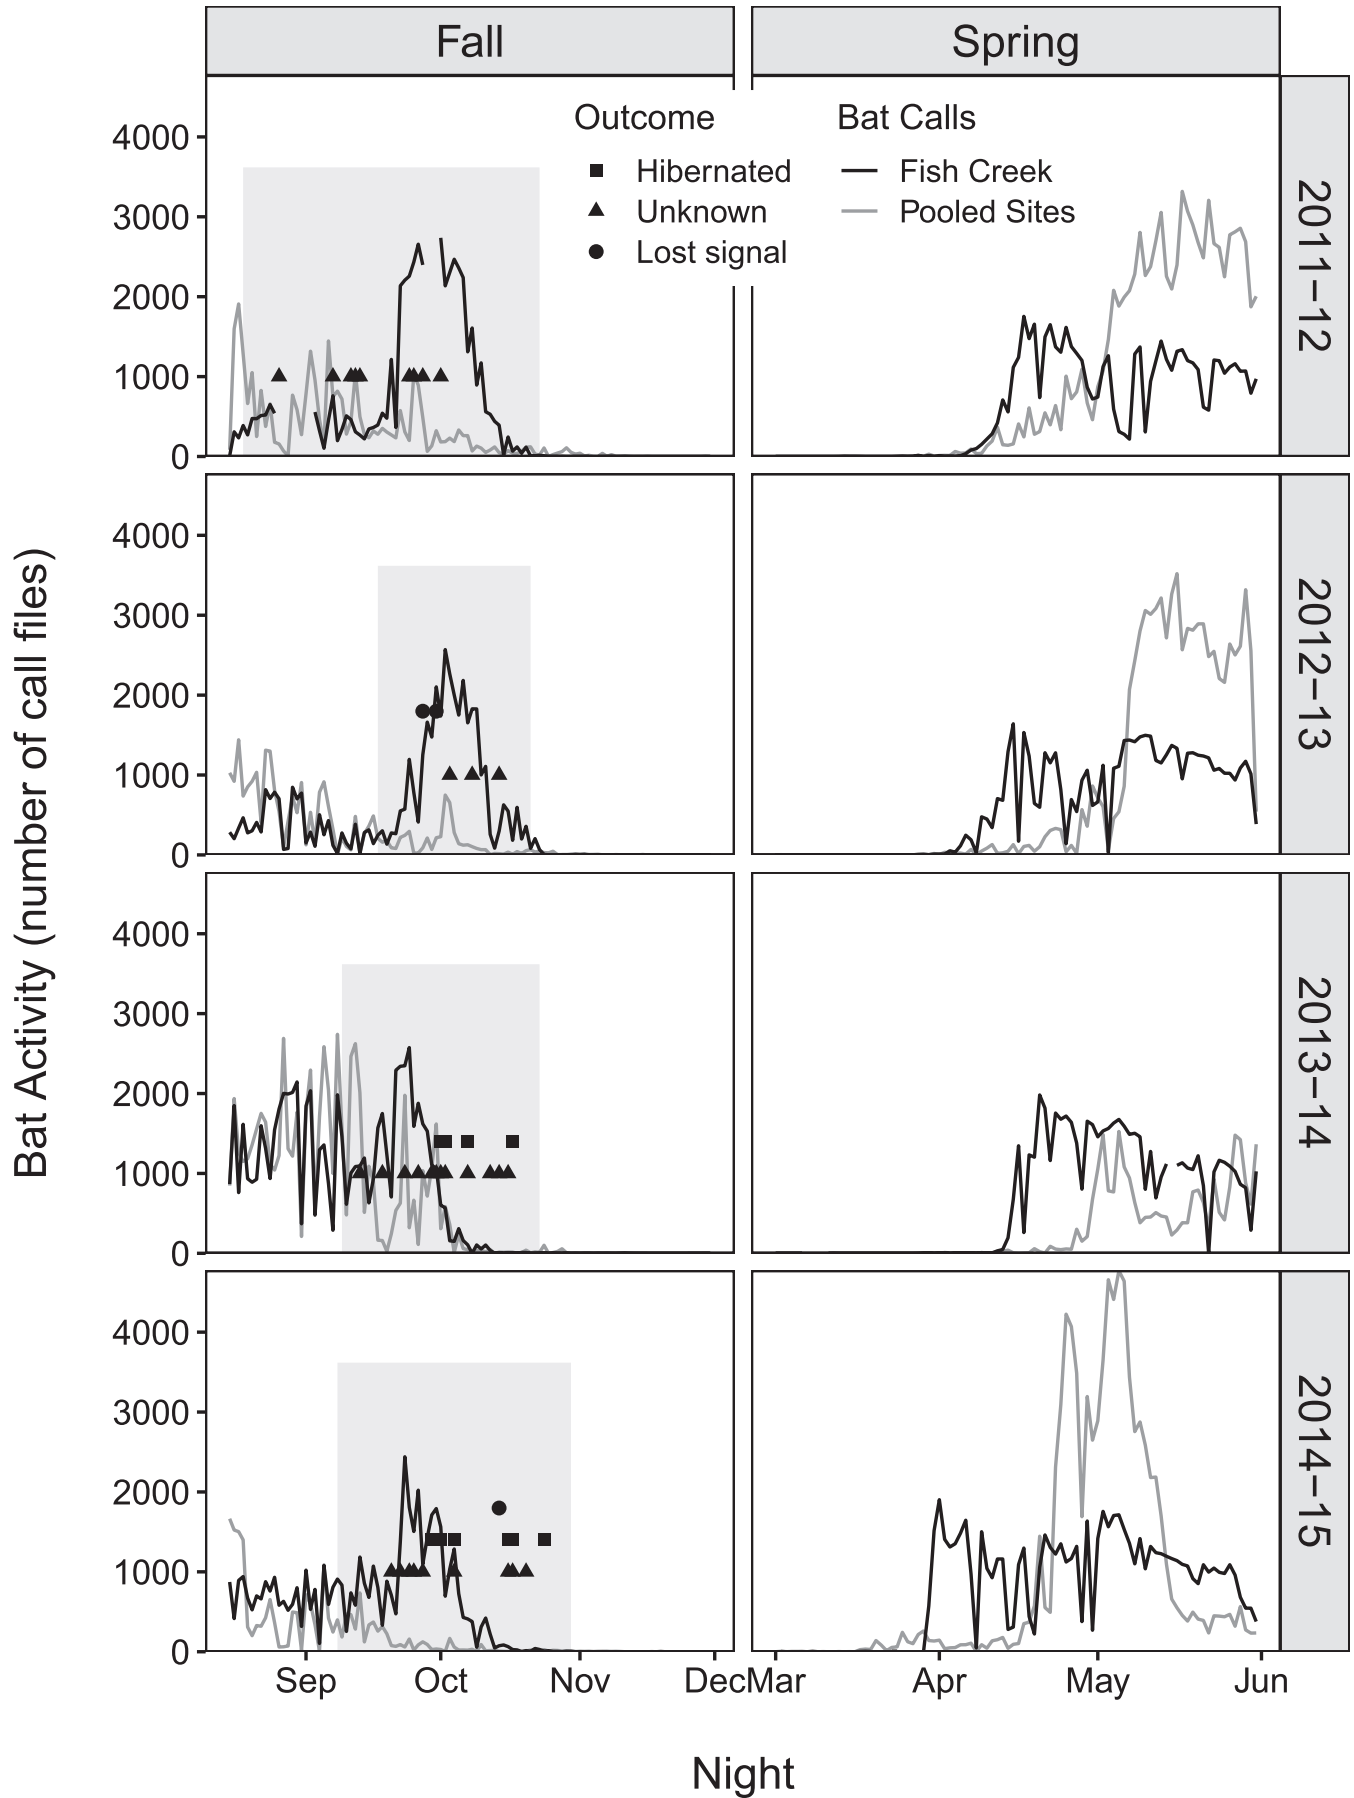 Fall
Spring
Outcome
Hibernated
Unknown
Lost signal
Bat Calls
Fish Creek
Pooled Sites
4000
3000
2000
1000
0
2011–12
4000
3000
2000
1000
0
2012–13
4000
3000
2000
1000
0
2013–14
4000
3000
2000
1000
0
2014–15
Bat Activity (number of call files)
Sep
Oct
Nov
Dec
Mar
Apr
May
Jun
Night